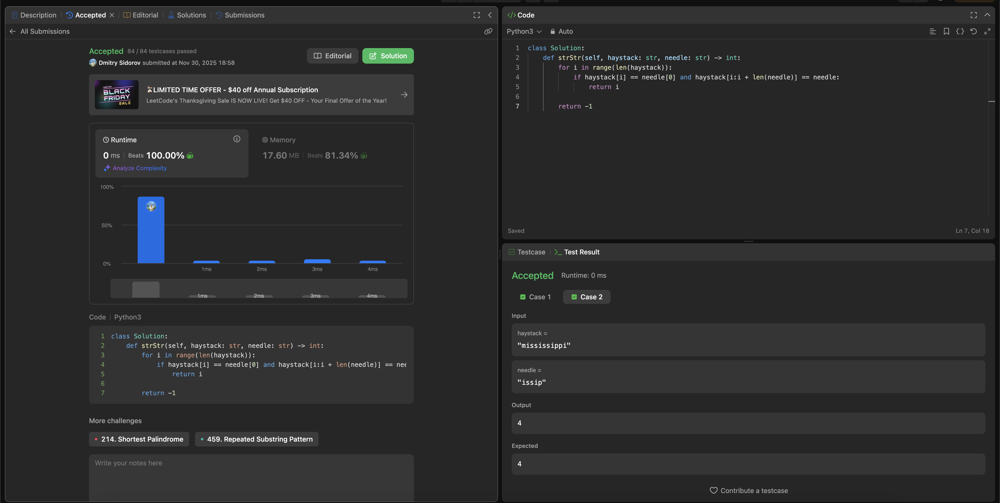 Description
Accepted
Editorial
Solutions
Submissions
All Submissions
Accepted 84 / 84 testcases passed
Dmitry Sidorov submitted at Nov 30, 2025 18:58
Editorial
Solution
LeetCode
BLACK
FRIDAY
SALE
⏳LIMITED TIME OFFER - $40 off Annual Subscription
LeetCode's Thanksgiving Sale IS NOW LIVE! Get $40 OFF - Your Final Offer of the Year!
Runtime
0 ms | Beats 100.00%
Analyze Complexity
Memory
17.60 MB | Beats 81.34%
100%
50%
0%
1ms 2ms 3ms 4ms
1ms 2ms 3ms 4ms
Code | Python3
1 class Solution:
2     def strStr(self, haystack: str, needle: str) -> int:
3         for i in range(len(haystack)):
4             if haystack[i] == needle[0] and haystack[i:i + len(needle)] == nee
5                 return i
6
7         return -1
More challenges
214. Shortest Palindrome
459. Repeated Substring Pattern
Write your notes here
</> Code
Python3
Auto
1 class Solution:
2     def strStr(self, haystack: str, needle: str) -> int:
3         for i in range(len(haystack)):
4             if haystack[i] == needle[0] and haystack[i:i + len(needle)] == needle:
5                 return i
6
7         return -1
Saved
Ln 7, Col 18
Testcase
Test Result
Accepted Runtime: 0 ms
Case 1
Case 2
Input
haystack =
"mississippi"
needle =
"issip"
Output
4
Expected
4
Contribute a testcase